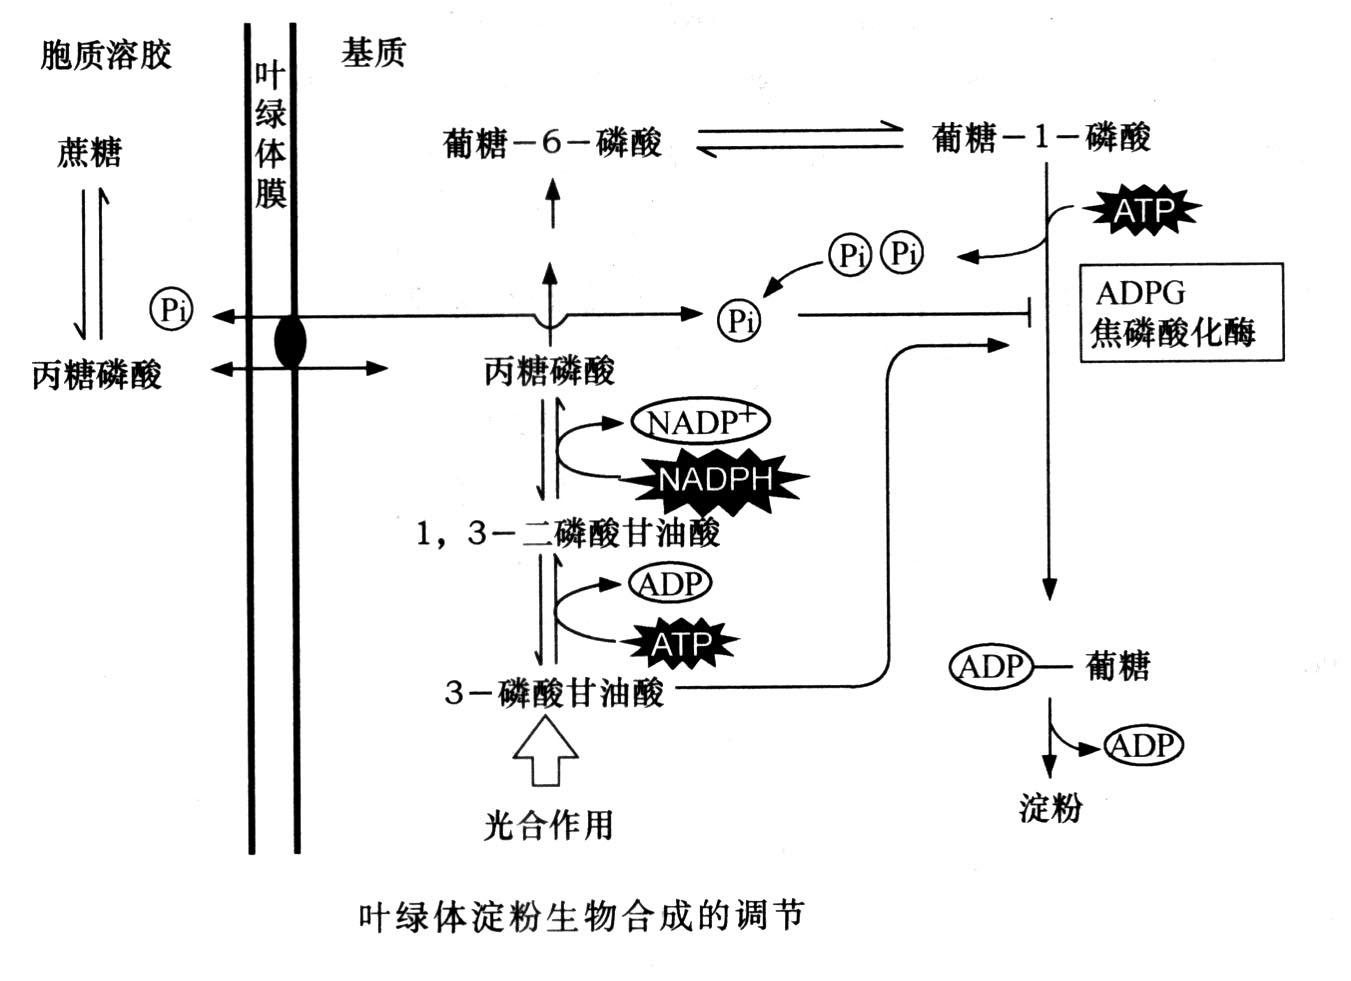 胞质溶胶
叶绿体膜
基质
蔗糖
葡糖－6－磷酸
葡糖－1－磷酸
ATP
Pi Pi
Pi
Pi
ADPG
焦磷酸化酶
丙糖磷酸
丙糖磷酸
NADP+
NADPH
1，3－二磷酸甘油酸
ADP
ATP
ADP
葡糖
3－磷酸甘油酸
ADP
淀粉
光合作用
叶绿体淀粉生物合成的调节